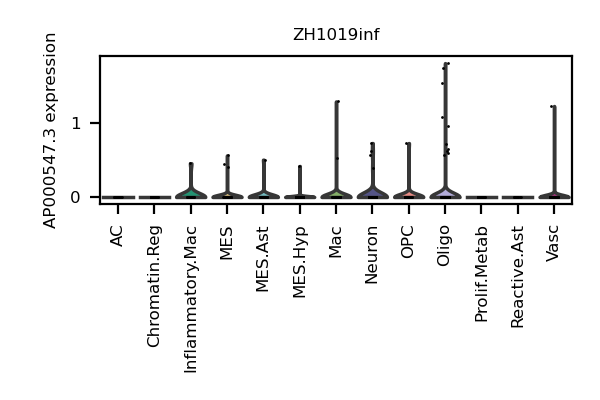 ZH1019inf
AP000547.3 expression
1
0
AC
Chromatin.Reg
Inflammatory.Mac
MES
MES.Ast
MES.Hyp
Mac
Neuron
OPC
Oligo
Prolif.Metab
Reactive.Ast
Vasc